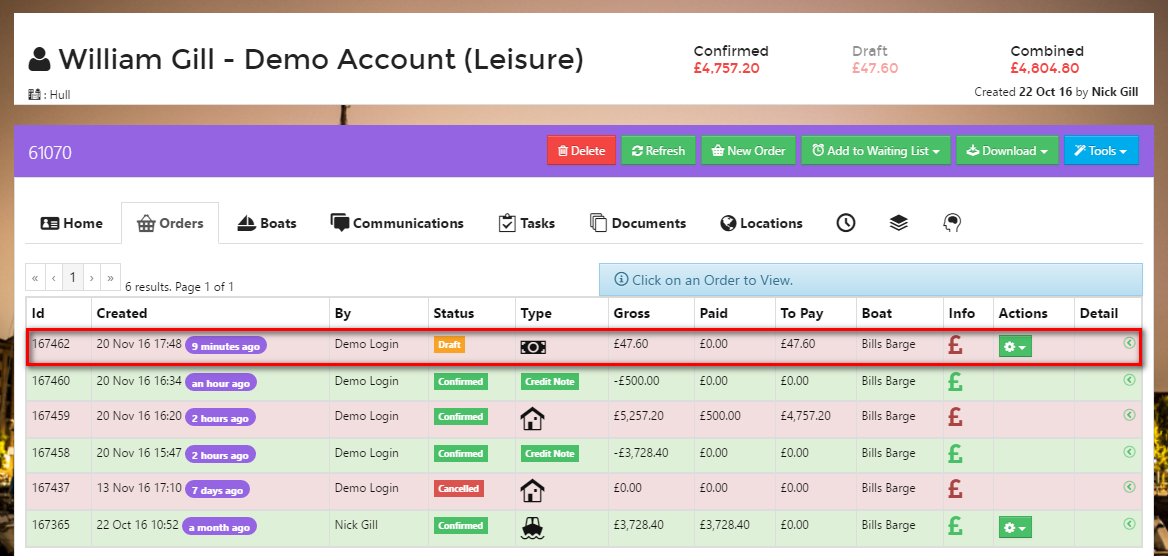 William Gill - Demo Account (Leisure)
Confirmed Draft Combined
£4,757.20 £47.60 £4,804.80
: Hull
Created 22 Oct 16 by Nick Gill
61070
Delete Refresh New Order Add to Waiting List Download Tools
Home Orders Boats Communications Tasks Documents Locations
« ‹ 1 › » 6 results. Page 1 of 1
Click on an Order to View.
Id Created By Status Type Gross Paid To Pay Boat Info Actions Detail
167462 20 Nov 16 17:48 9 minutes ago Demo Login Draft £47.60 £0.00 £47.60 Bills Barge £
167460 20 Nov 16 16:34 an hour ago Demo Login Confirmed Credit Note -£500.00 £0.00 £0.00 Bills Barge £
167459 20 Nov 16 16:20 2 hours ago Demo Login Confirmed £5,257.20 £500.00 £4,757.20 Bills Barge £
167458 20 Nov 16 15:47 2 hours ago Demo Login Confirmed Credit Note -£3,728.40 £0.00 £0.00 Bills Barge £
167437 13 Nov 16 17:10 7 days ago Demo Login Cancelled £0.00 £0.00 £0.00 Bills Barge £
167365 22 Oct 16 10:52 a month ago Nick Gill Confirmed £3,728.40 £3,728.40 £0.00 Bills Barge £